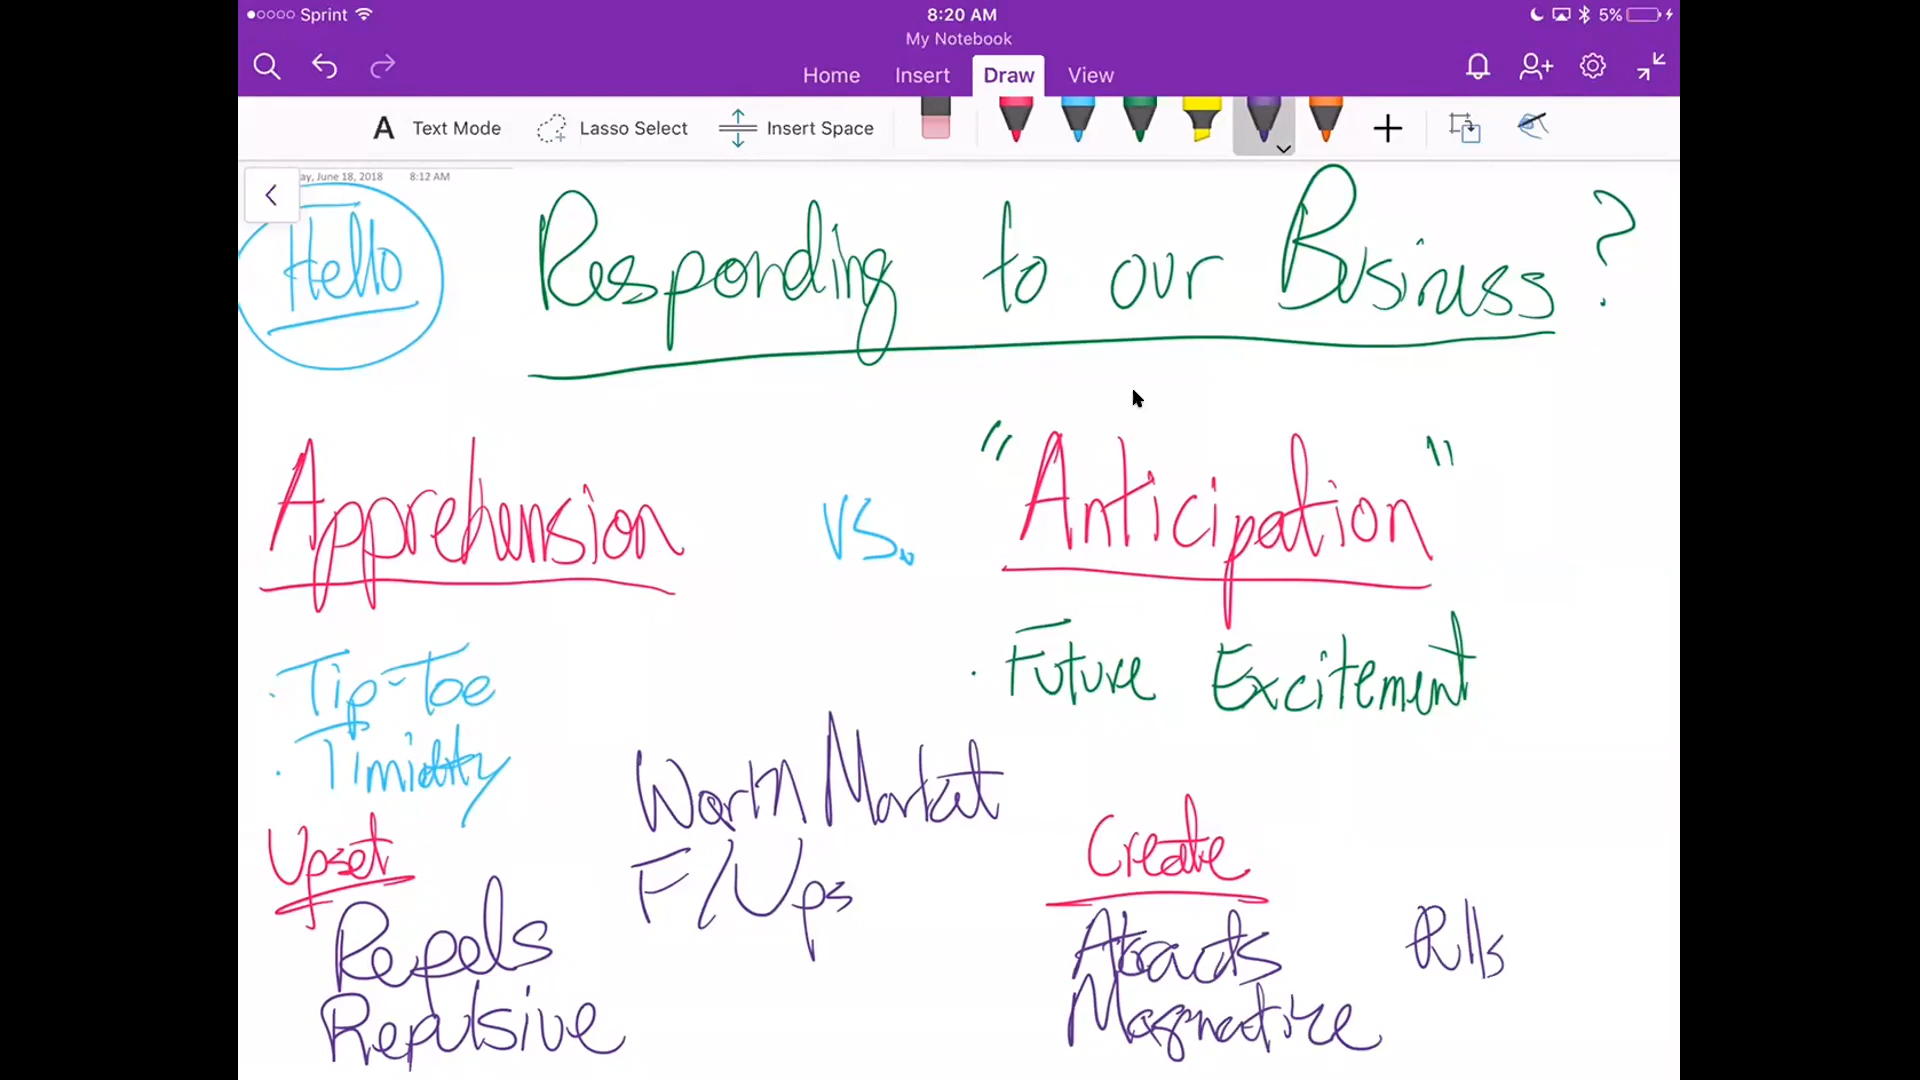 Sprint 8:20 AM 5%
My Notebook
Home Insert Draw View
A Text Mode Lasso Select Insert Space
ay, June 18, 2018 8:12 AM
Hello
Responding to our Business?
Apprehension vs. "Anticipation"
· Tip-Toe
· Future Excitement
· Timidity
Warm Market
Upset
Create
F/Ups
Repels
Attracts Pulls
Repulsive
Magnetize